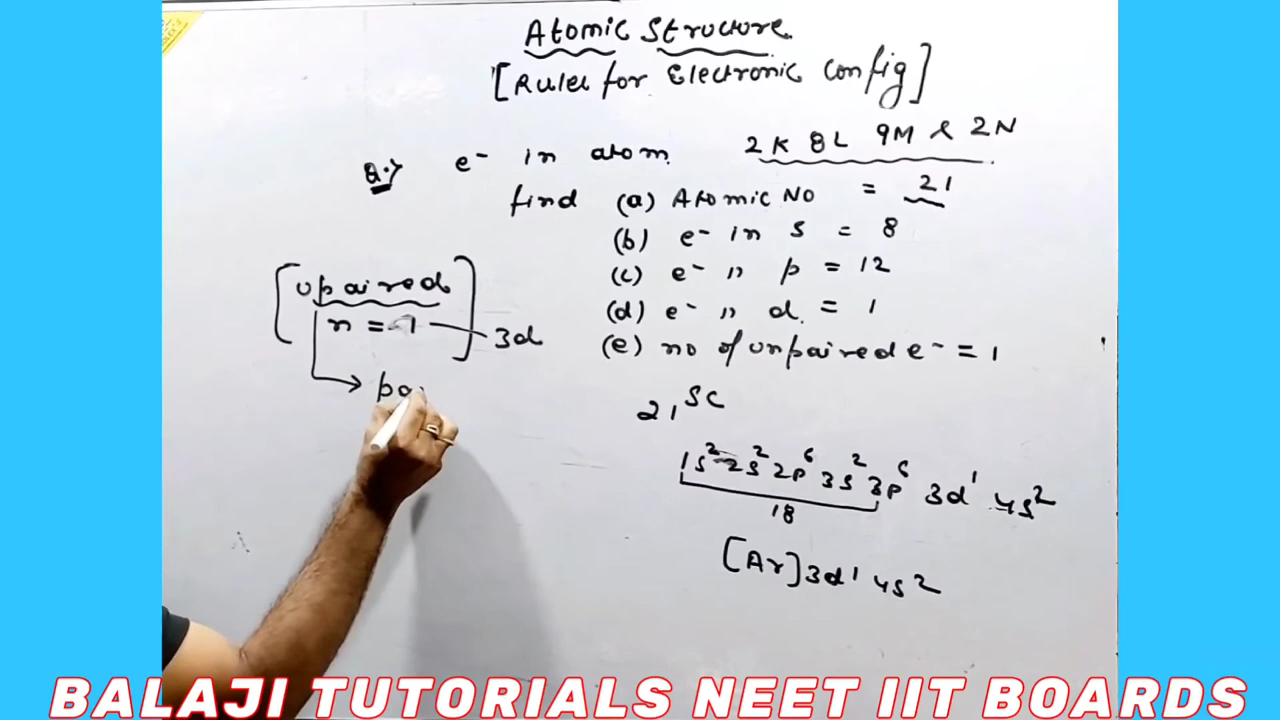 Atomic Structure
[Rules for Electronic Config]
Q.> e⁻ in atom 2K 8L 9M & 2N
find (a) Atomic NO = 21
(b) e⁻ in s = 8
(c) e⁻ " p = 12
(d) e⁻ " d = 1
(e) no of unpaired e⁻ = 1
[upaired
n = 1] 3d
pa
21 Sc
1s² 2s² 2p⁶ 3s² 3p⁶ 3d¹ 4s²
18
[Ar] 3d¹ 4s²
BALAJI TUTORIALS NEET IIT BOARDS